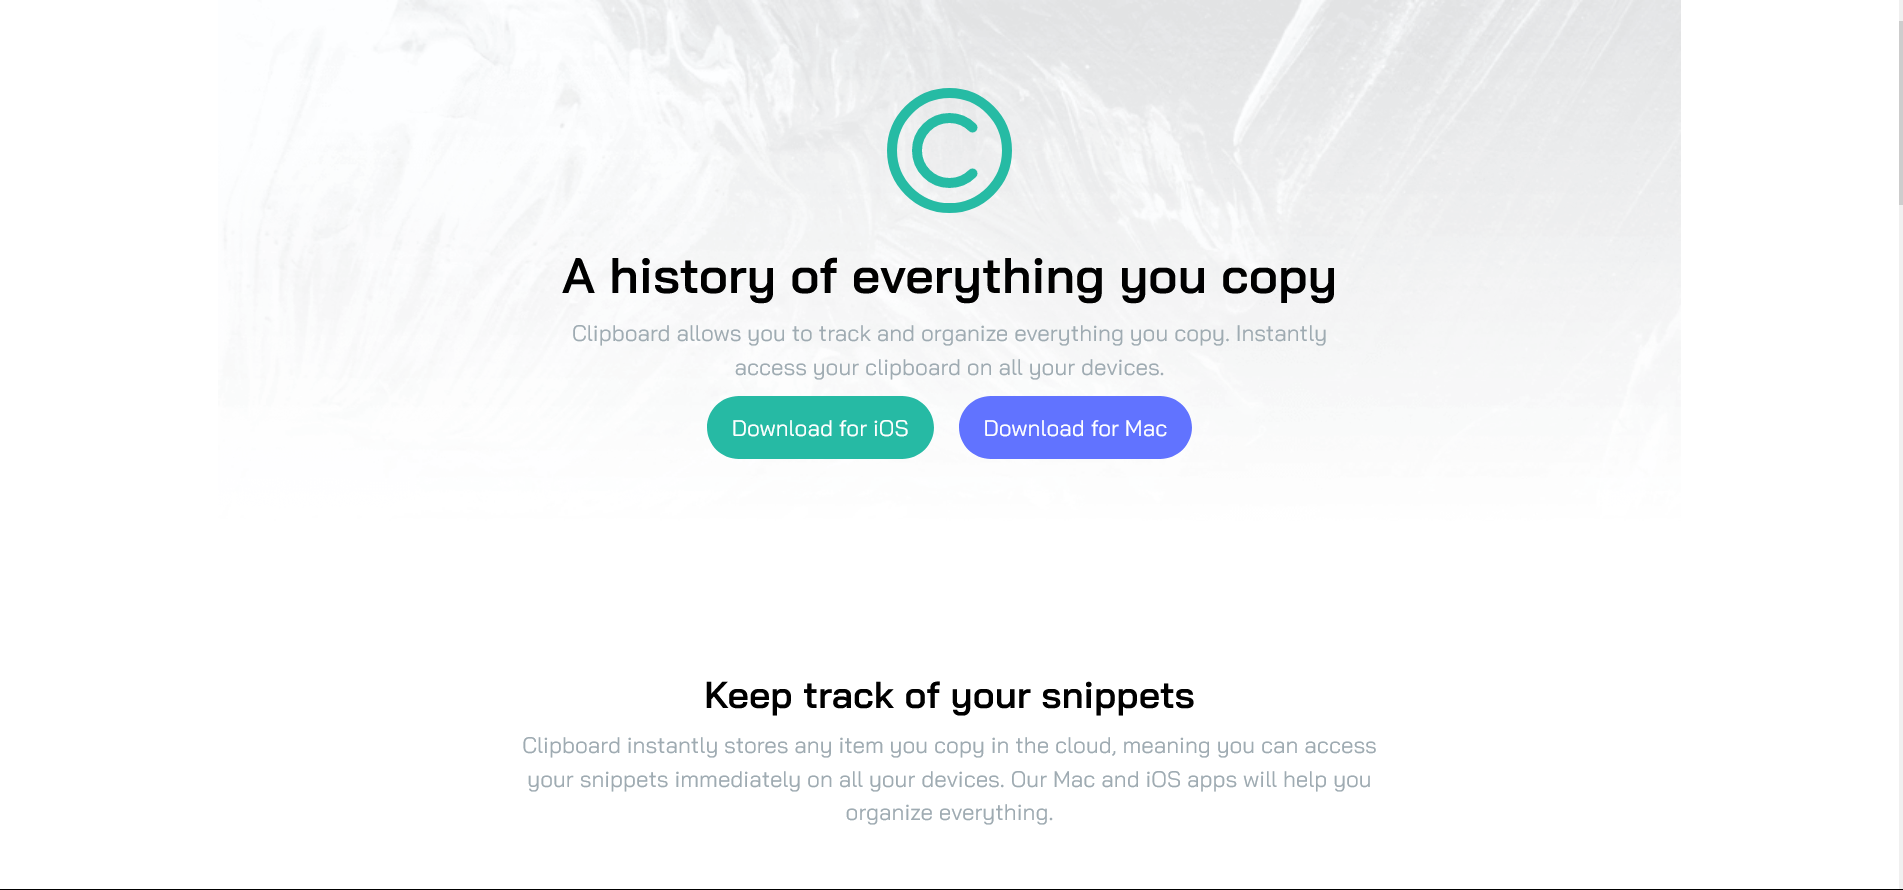 A history of everything you copy
Clipboard allows you to track and organize everything you copy. Instantly
access your clipboard on all your devices.
Download for iOS Download for Mac
Keep track of your snippets
Clipboard instantly stores any item you copy in the cloud, meaning you can access
your snippets immediately on all your devices. Our Mac and iOS apps will help you
organize everything.